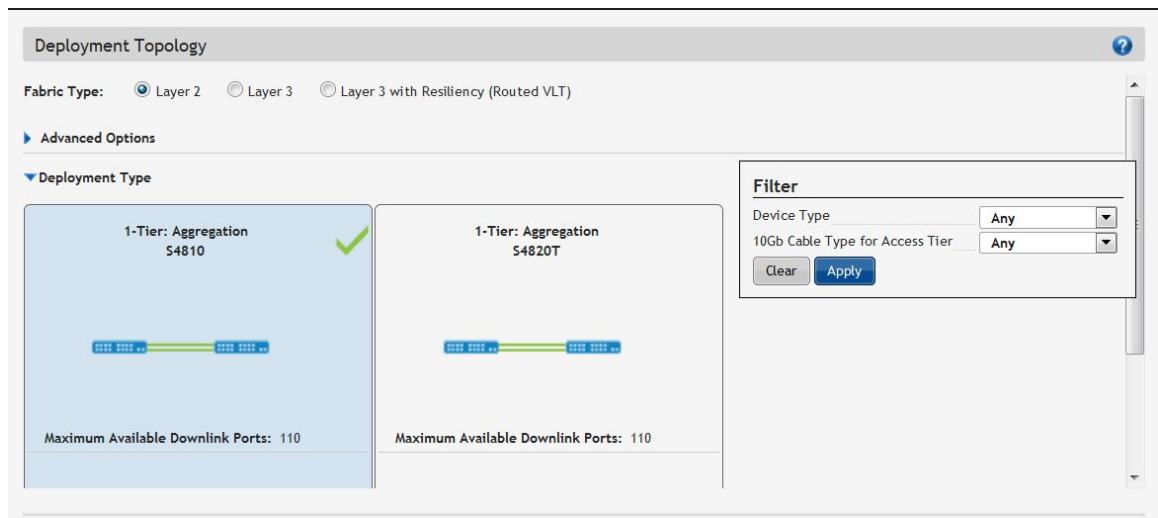 Deployment Topology
?
Fabric Type: Layer 2 Layer 3 Layer 3 with Resiliency (Routed VLT)
Advanced Options
Deployment Type
1-Tier: Aggregation
S4810
Maximum Available Downlink Ports: 110
1-Tier: Aggregation
S4820T
Maximum Available Downlink Ports: 110
Filter
Device Type Any
10Gb Cable Type for Access Tier Any
Clear Apply